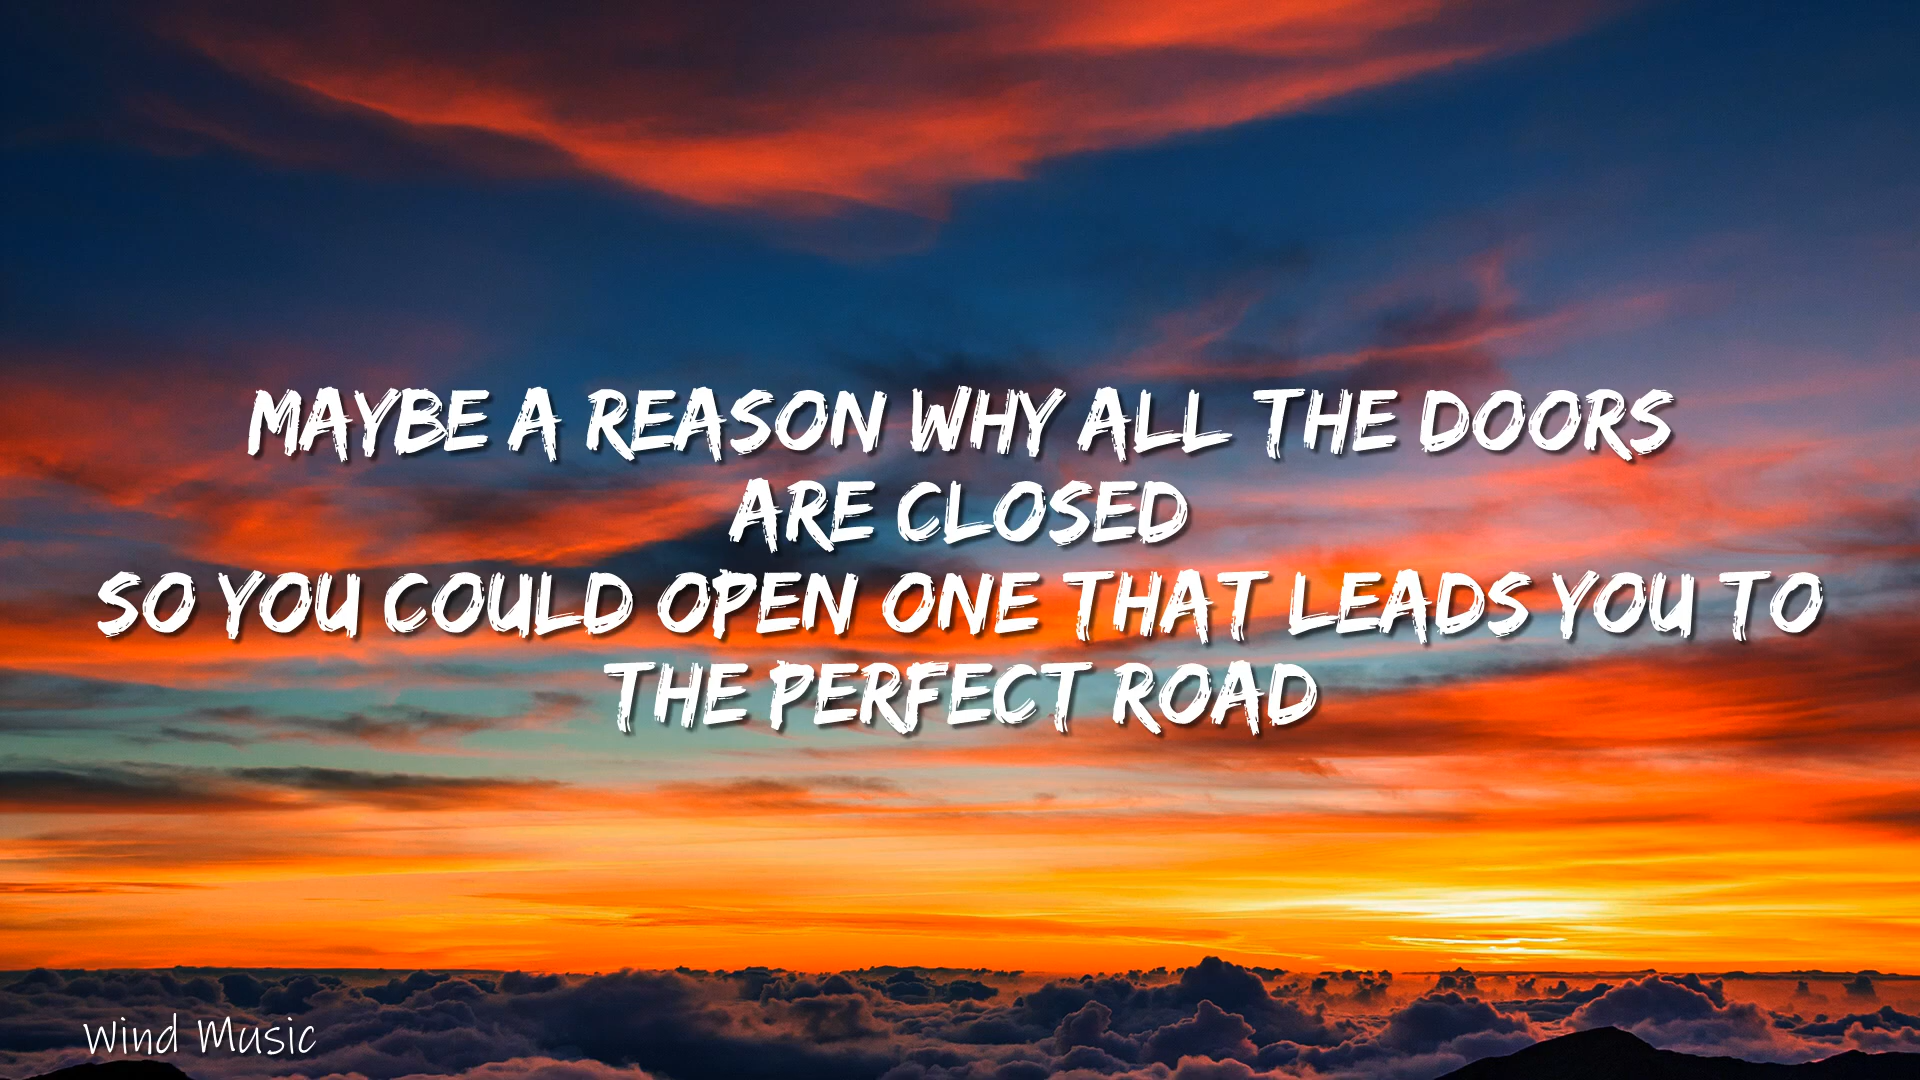 MAYBE A REASON WHY ALL THE DOORS
ARE CLOSED
SO YOU COULD OPEN ONE THAT LEADS YOU TO
THE PERFECT ROAD
Wind Music